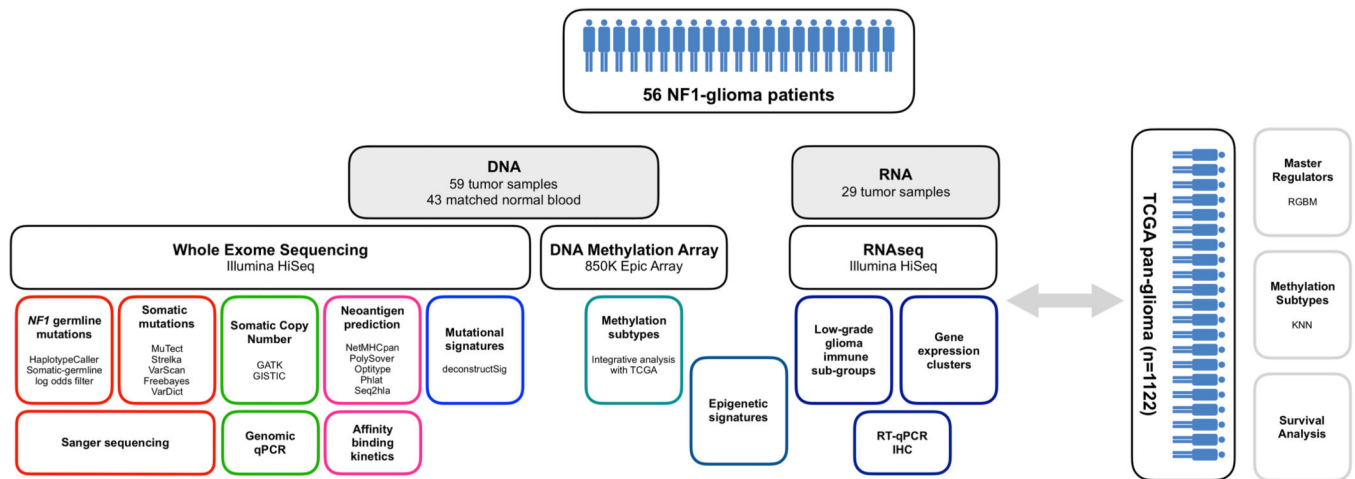 56 NF1-glioma patients
DNA
59 tumor samples
43 matched normal blood
RNA
29 tumor samples
Whole Exome Sequencing
Illumina HiSeq
DNA Methylation Array
850K Epic Array
RNAseq
Illumina HiSeq
NF1 germline
mutations
HaplotypeCaller
Somatic-germline
log odds filter
Somatic
mutations
MuTect
Strelka
VarScan
Freebayes
VarDict
Somatic Copy
Number
GATK
GISTIC
Neoantigen
prediction
NetMHCpan
PolySover
Optitype
Phlat
Seq2hla
Mutational
signatures
deconstructSig
Methylation
subtypes
Integrative analysis
with TCGA
Epigenetic
signatures
Low-grade
glioma
immune
sub-groups
Gene
expression
clusters
Sanger sequencing
Genomic
qPCR
Affinity
binding
kinetics
RT-qPCR
IHC
TCGA pan-glioma (n=1122)
Master
Regulators
RGBM
Methylation
Subtypes
KNN
Survival
Analysis